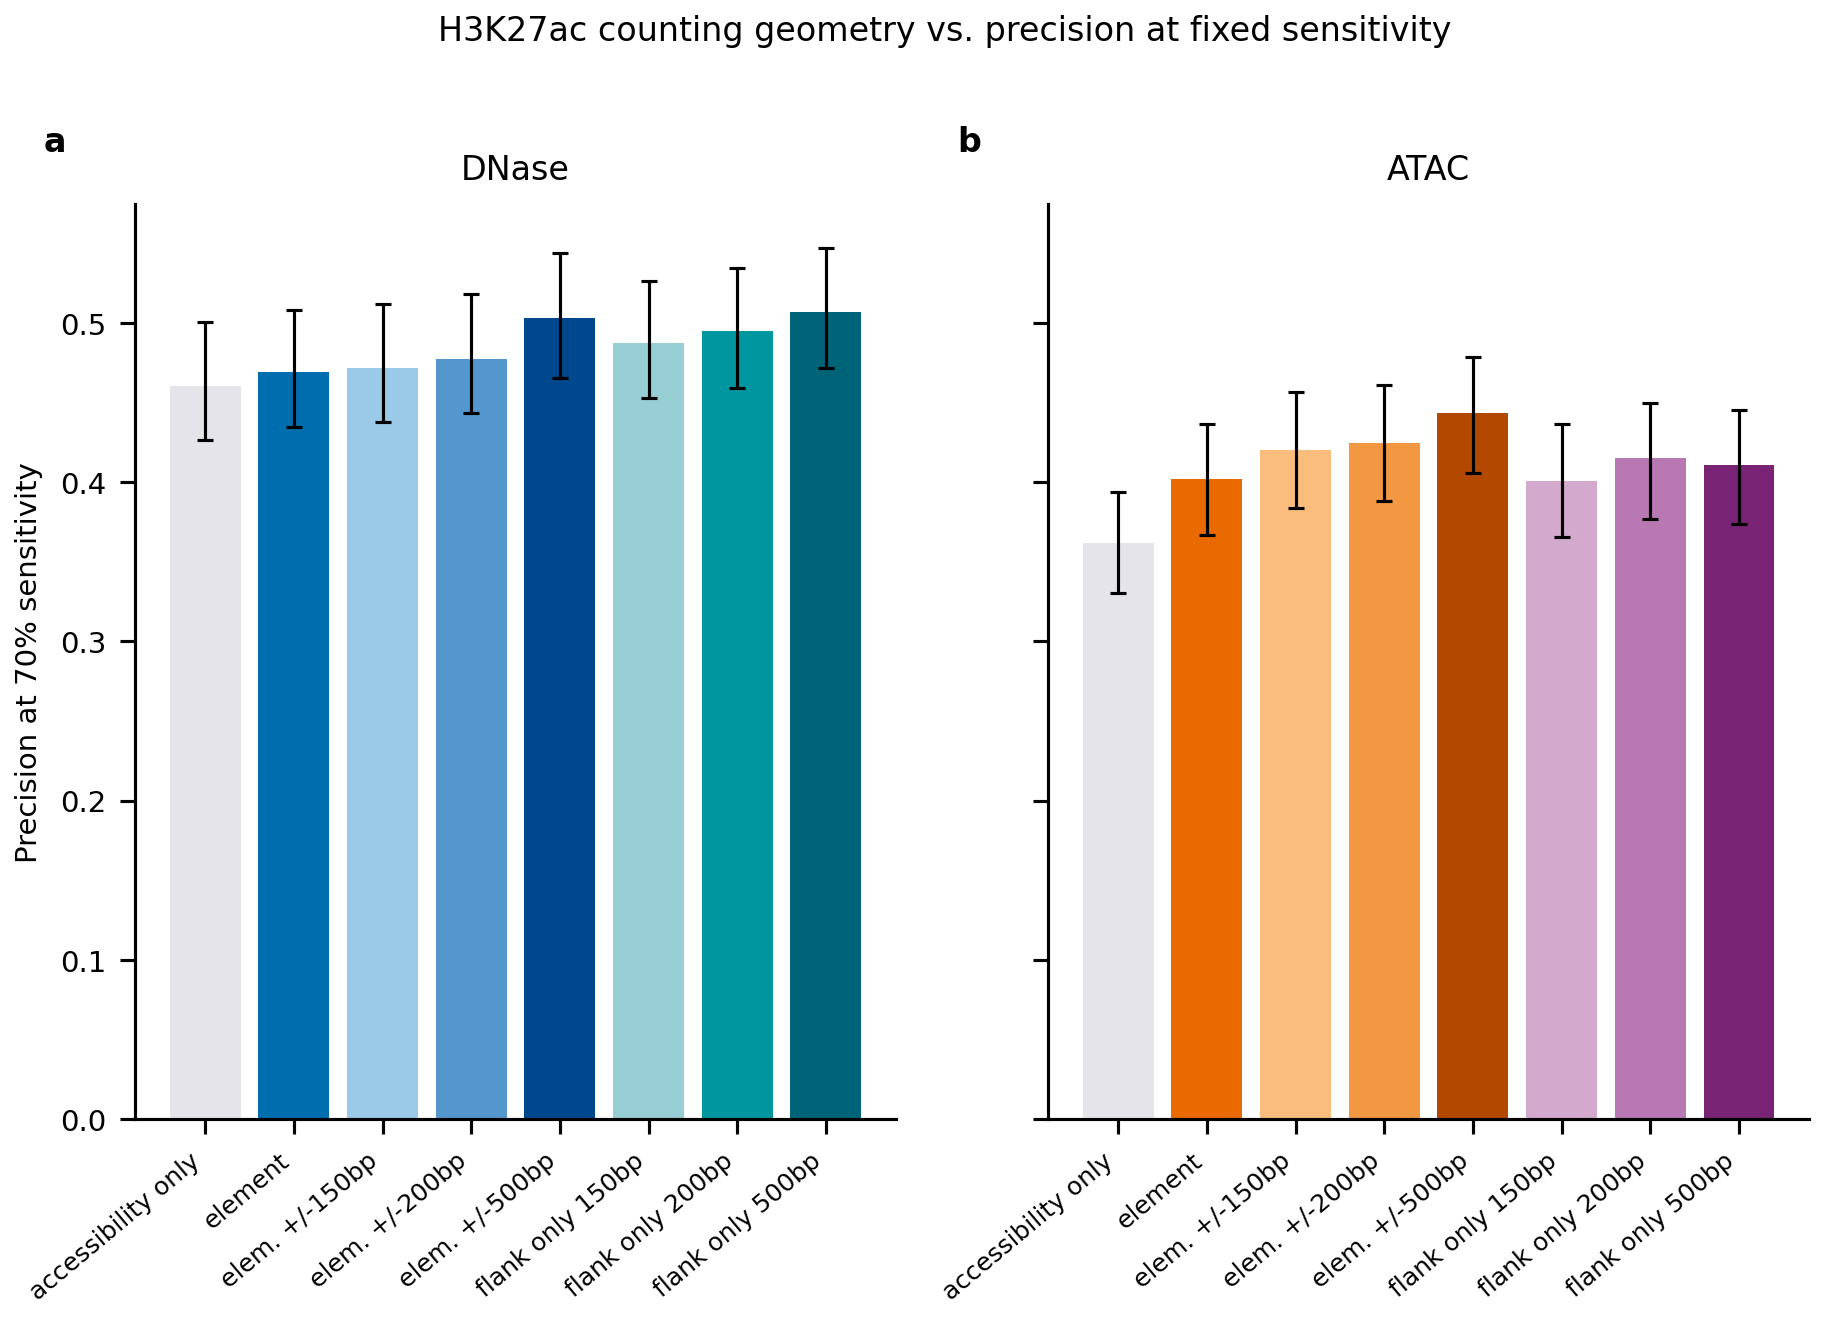 H3K27ac counting geometry vs. precision at fixed sensitivity
a
DNase
Precision at 70% sensitivity
0.5
0.4
0.3
0.2
0.1
0.0
accessibility only
element
elem. +/-150bp
elem. +/-200bp
elem. +/-500bp
flank only 150bp
flank only 200bp
flank only 500bp
b
ATAC
accessibility only
element
elem. +/-150bp
elem. +/-200bp
elem. +/-500bp
flank only 150bp
flank only 200bp
flank only 500bp